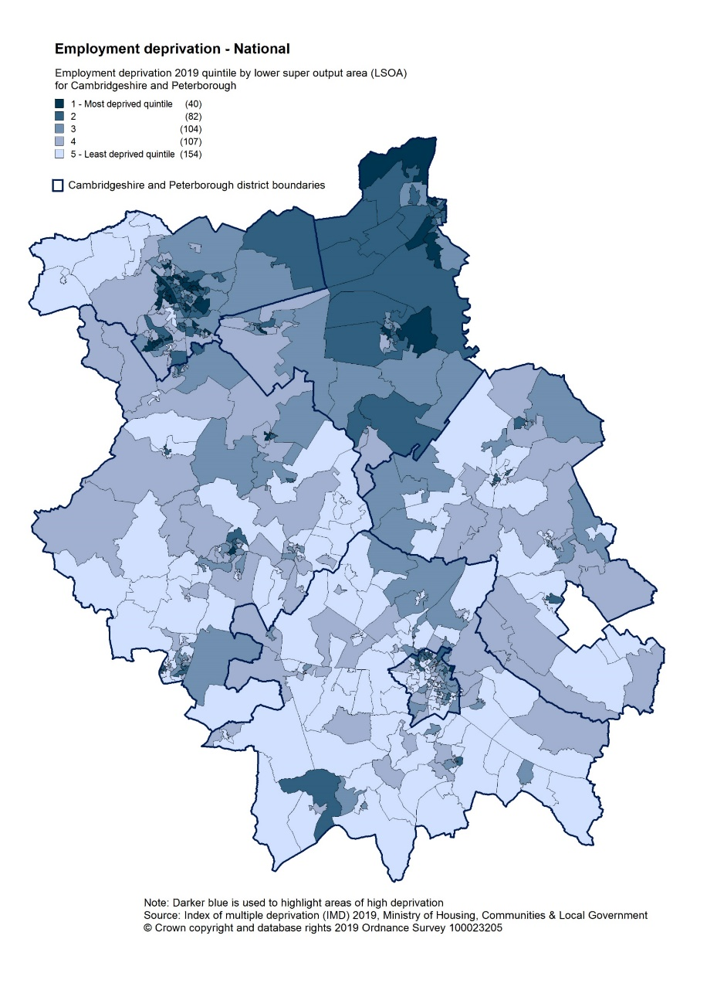 Employment deprivation - National
Employment deprivation 2019 quintile by lower super output area (LSOA)
for Cambridgeshire and Peterborough
1 - Most deprived quintile (40)
2 (82)
3 (104)
4 (107)
5 - Least deprived quintile (154)
Cambridgeshire and Peterborough district boundaries
Note: Darker blue is used to highlight areas of high deprivation
Source: Index of multiple deprivation (IMD) 2019, Ministry of Housing, Communities & Local Government
© Crown copyright and database rights 2019 Ordnance Survey 100023205